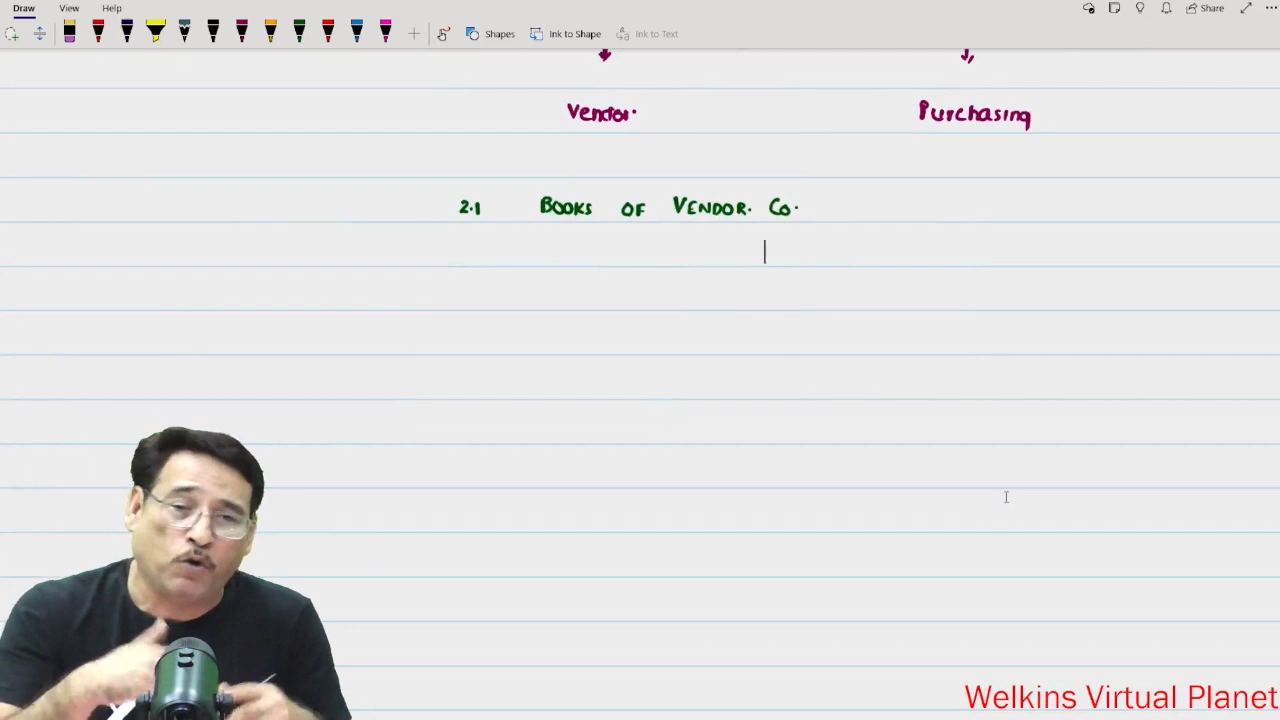 Draw View Help Share
Shapes Ink to Shape Ink to Text
Vendor. Purchasing
2.1 BOOKS OF VENDOR. Co.
Welkins Virtual Planet